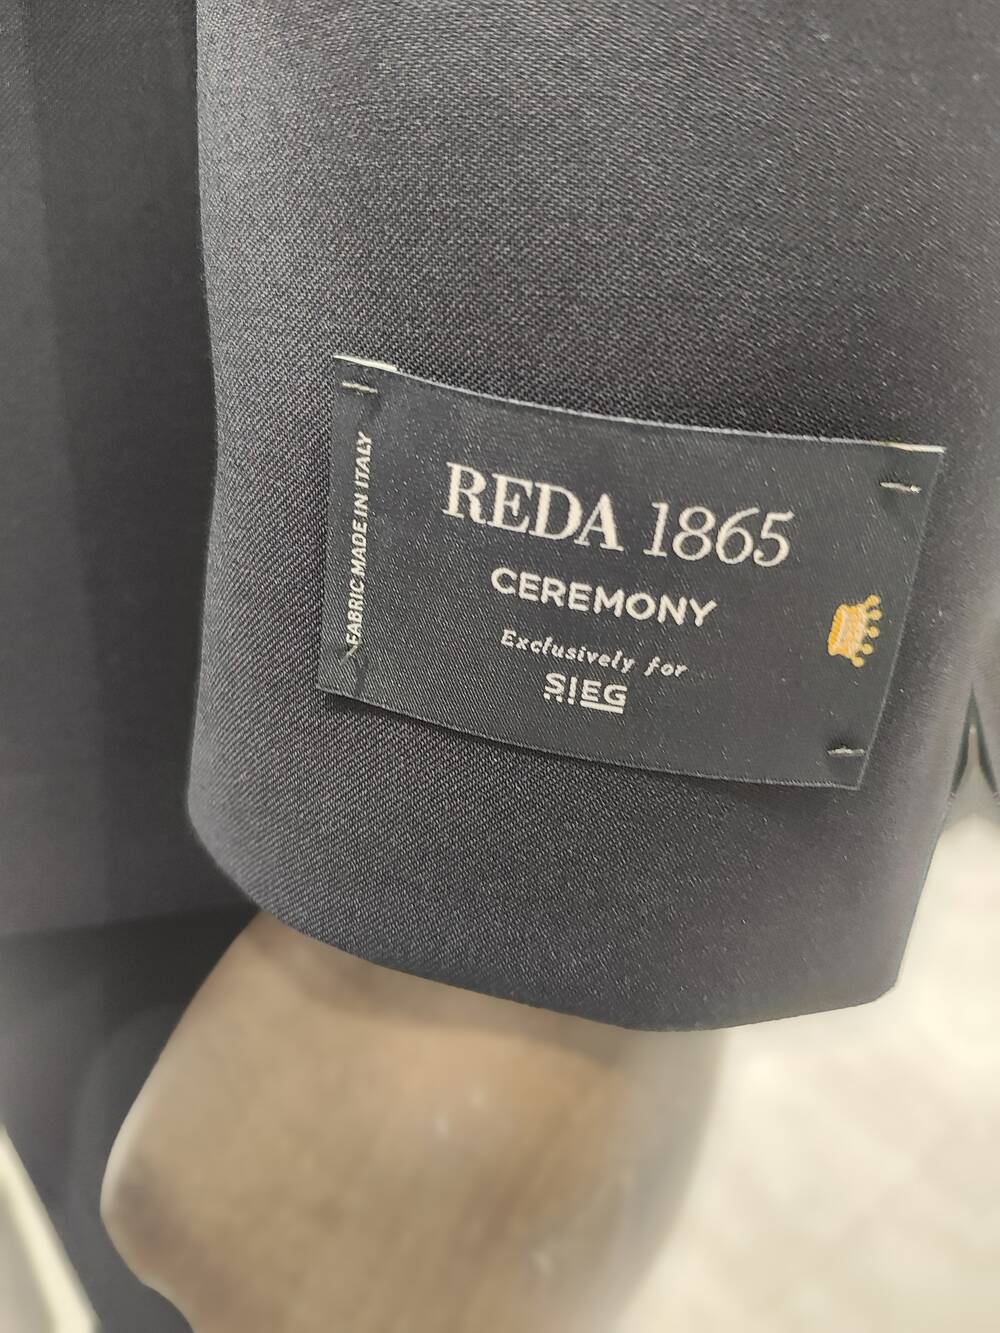 FABRIC MADE IN ITALY
REDA 1865
CEREMONY
Exclusively for
SIEG